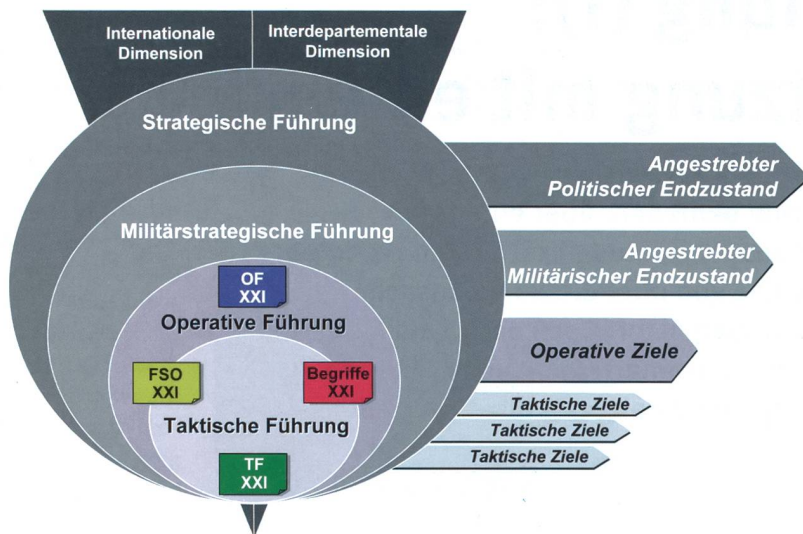 Internationale
Dimension
Interdepartementale
Dimension
Strategische Führung
Angestrebter
Politischer Endzustand
Militärstrategische Führung
Angestrebter
Militärischer Endzustand
OF
XXI
Operative Führung
Operative Ziele
FSO
XXI
Begriffe
XXI
Taktische Führung
Taktische Ziele
Taktische Ziele
Taktische Ziele
TF
XXI